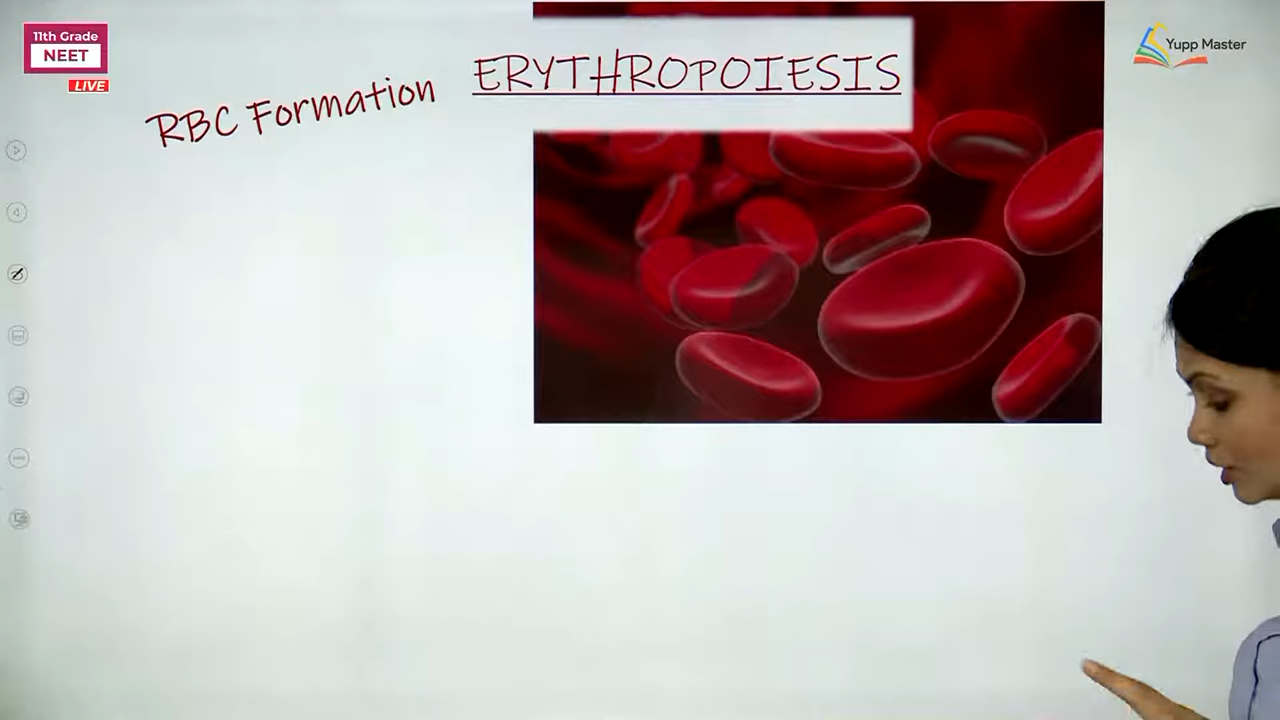 11th Grade
NEET
LIVE
RBC Formation
ERYTHROPOIESIS
Yupp Master